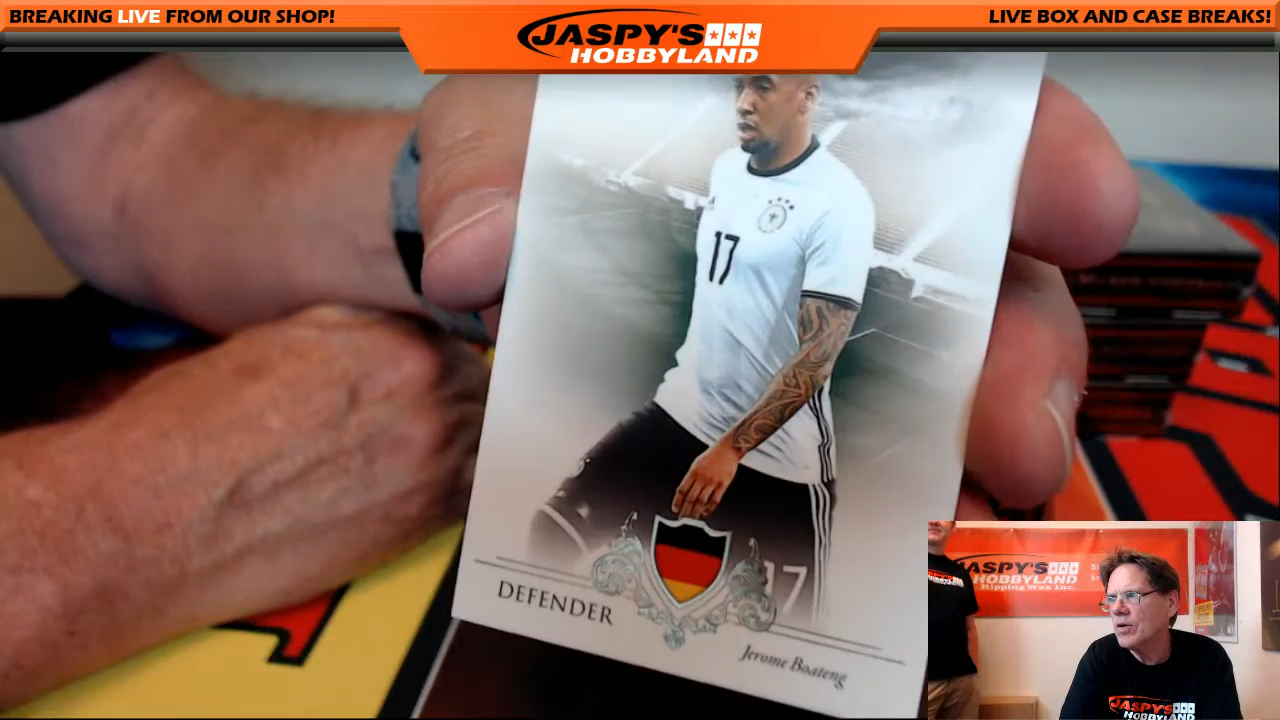 BREAKING LIVE FROM OUR SHOP!
JASPY'S
HOBBYLAND
LIVE BOX AND CASE BREAKS!
17
17
DEFENDER
Jerome Boateng
JASPY'S
HOBBYLAND
Ripping Wax Inc.
JASPY'S
HOBBYLAND